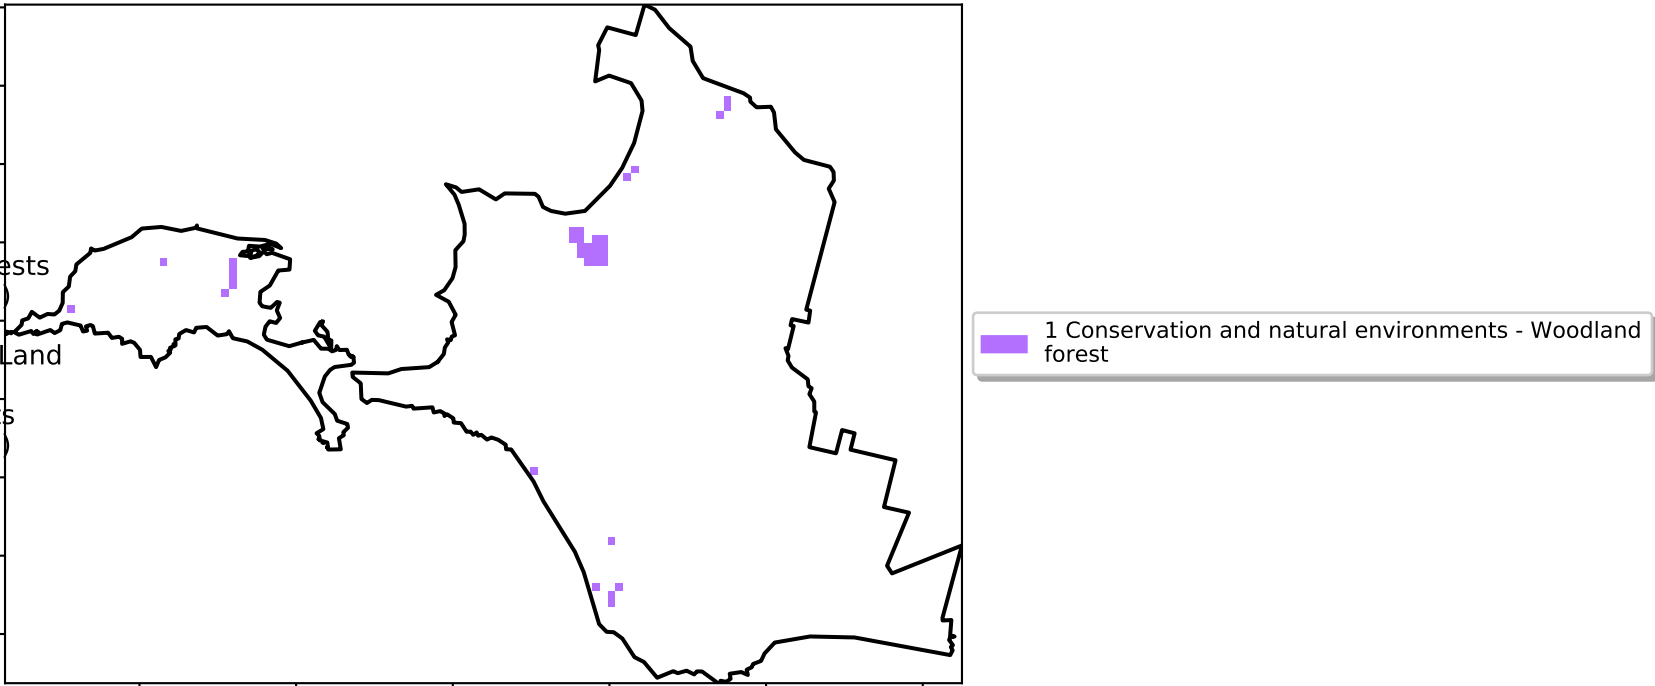 ests
)
Land
s
)
1 Conservation and natural environments - Woodland
forest